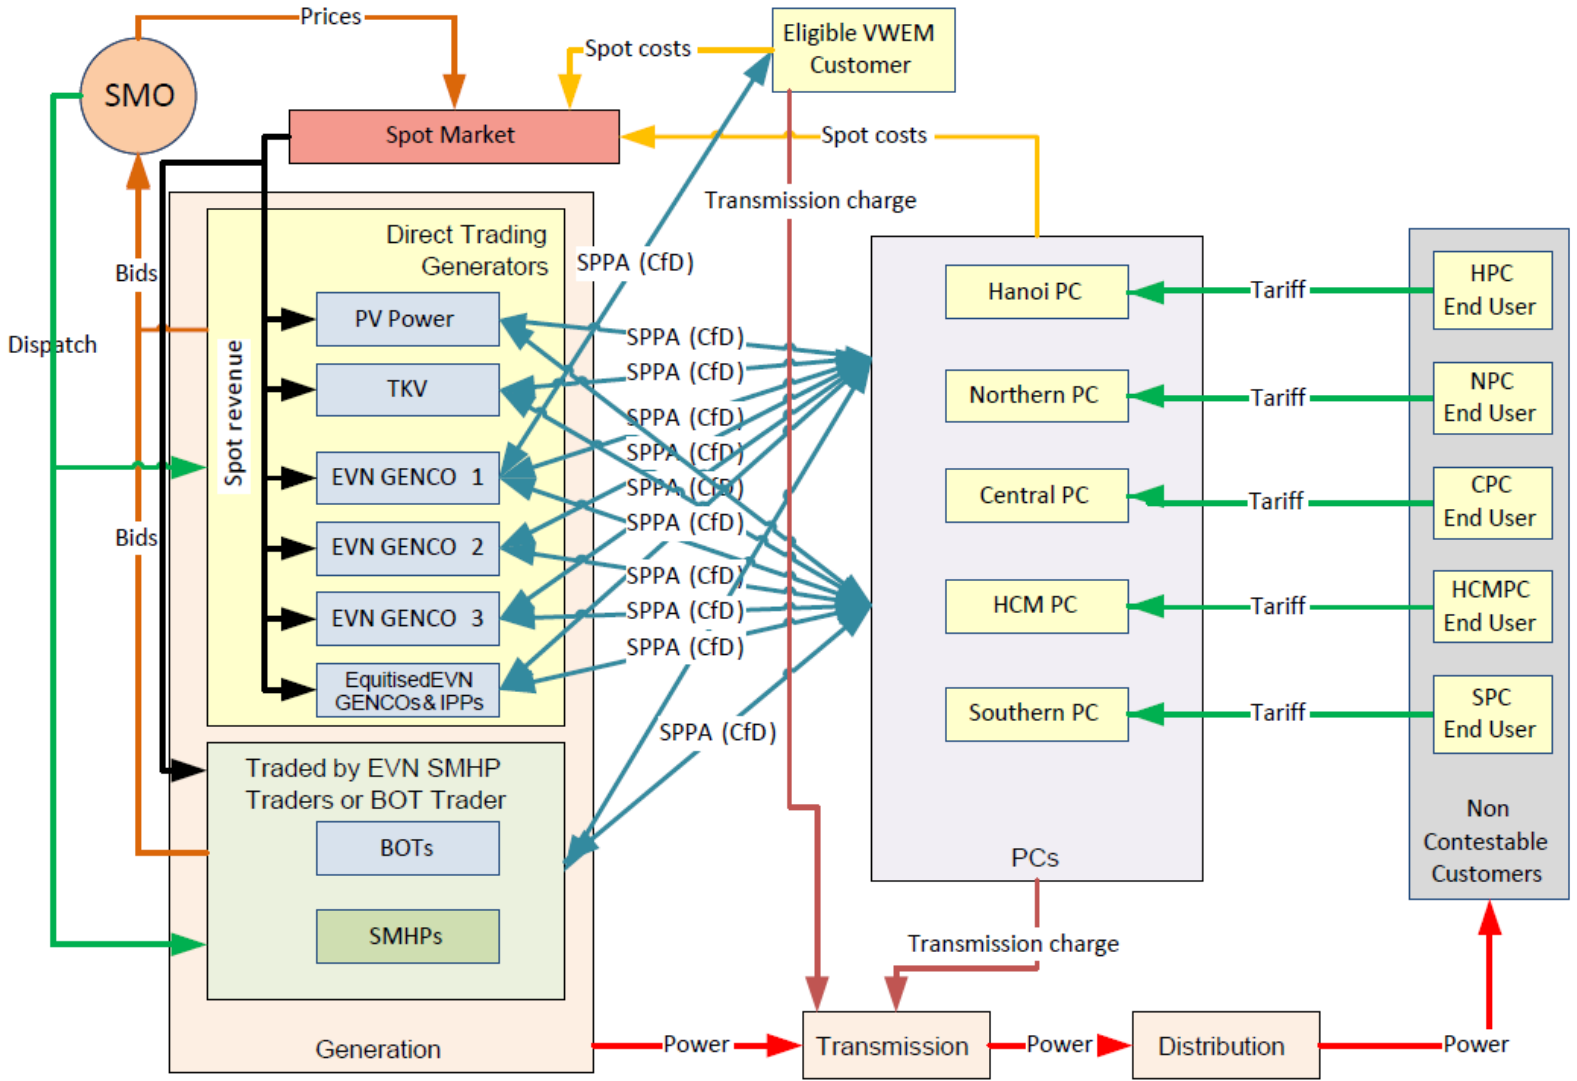 Prices
SMO
Spot costs
Eligible VWEM
Customer
Spot Market
Spot costs
Transmission charge
Direct Trading
Generators
SPPA (CfD)
Bids
Dispatch
Spot revenue
PV Power
TKV
EVN GENCO 1
EVN GENCO 2
EVN GENCO 3
EquitisedEVN
GENCOs & IPPs
Bids
SPPA (CfD)
SPPA (CfD)
SPPA (CfD)
SPPA (CfD)
SPPA (CfD)
SPPA (CfD)
SPPA (CfD)
SPPA (CfD)
SPPA (CfD)
SPPA (CfD)
Traded by EVN SMHP
Traders or BOT Trader
BOTs
SMHPs
Generation
Hanoi PC
Northern PC
Central PC
HCM PC
Southern PC
PCs
Tariff
Tariff
Tariff
Tariff
Tariff
HPC
End User
NPC
End User
CPC
End User
HCMPC
End User
SPC
End User
Non
Contestable
Customers
Transmission charge
Power
Transmission
Power
Distribution
Power